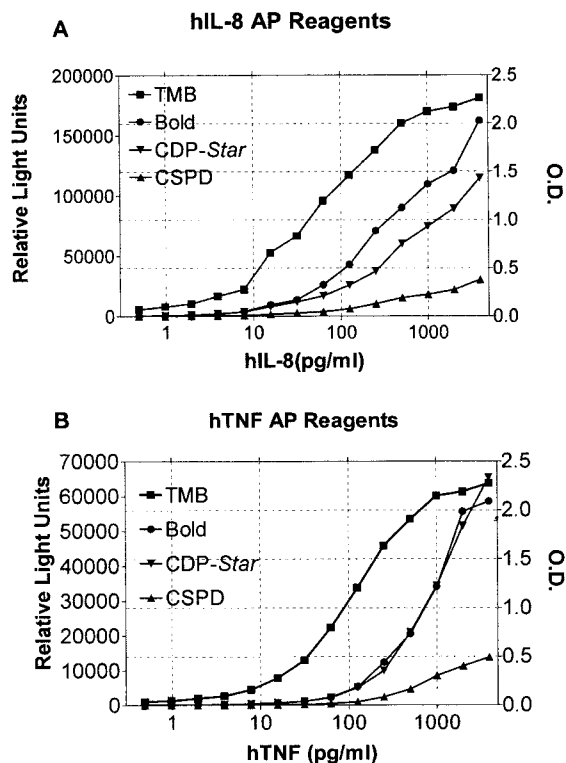 A
hIL-8 AP Reagents
Relative Light Units
200000
150000
100000
50000
0
TMB
Bold
CDP-Star
CSPD
2.5
2.0
1.5
1.0
0.5
0.0
O.D.
1 10 100 1000
hIL-8(pg/ml)
B
hTNF AP Reagents
Relative Light Units
70000
60000
50000
40000
30000
20000
10000
0
TMB
Bold
CDP-Star
CSPD
2.5
2.0
1.5
1.0
0.5
0.0
O.D.
1 10 100 1000
hTNF (pg/ml)